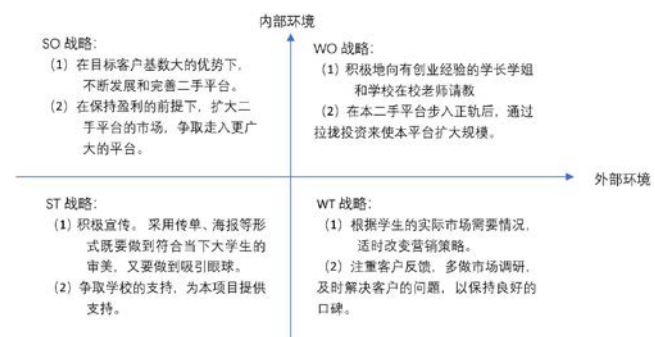 内部环境
SO 战略：
（1）在目标客户基数大的优势下，
不断发展和完善二手平台。
（2）在保持盈利的前提下，扩大二
手平台的市场，争取走入更广
大的平台。
WO 战略：
（1）积极地向有创业经验的学长学姐
和学校在校老师请教
（2）在本二手平台步入正轨后，通过
拉拢投资来使本平台扩大规模。
外部环境
ST 战略：
（1）积极宣传。 采用传单、海报等形
式既要做到符合当下大学生的
审美，又要做到吸引眼球。
（2）争取学校的支持，为本项目提供
支持。
WT 战略：
（1）根据学生的实际市场需要情况，
适时改变营销策略。
（2）注重客户反馈，多做市场调研，
及时解决客户的问题，以保持良好的
口碑。